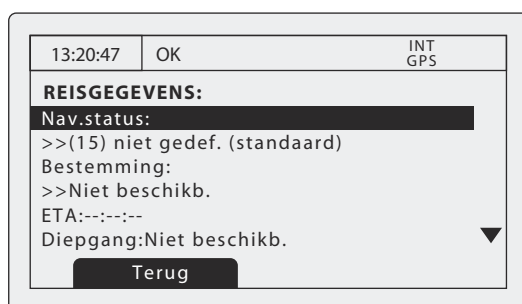 13:20:47 OK INT
GPS
REISGEGEVENS:
Nav.status:
>>(15) niet gedef. (standaard)
Bestemming:
>>Niet beschikb.
ETA:--:--:--
Diepgang:Niet beschikb.
Terug